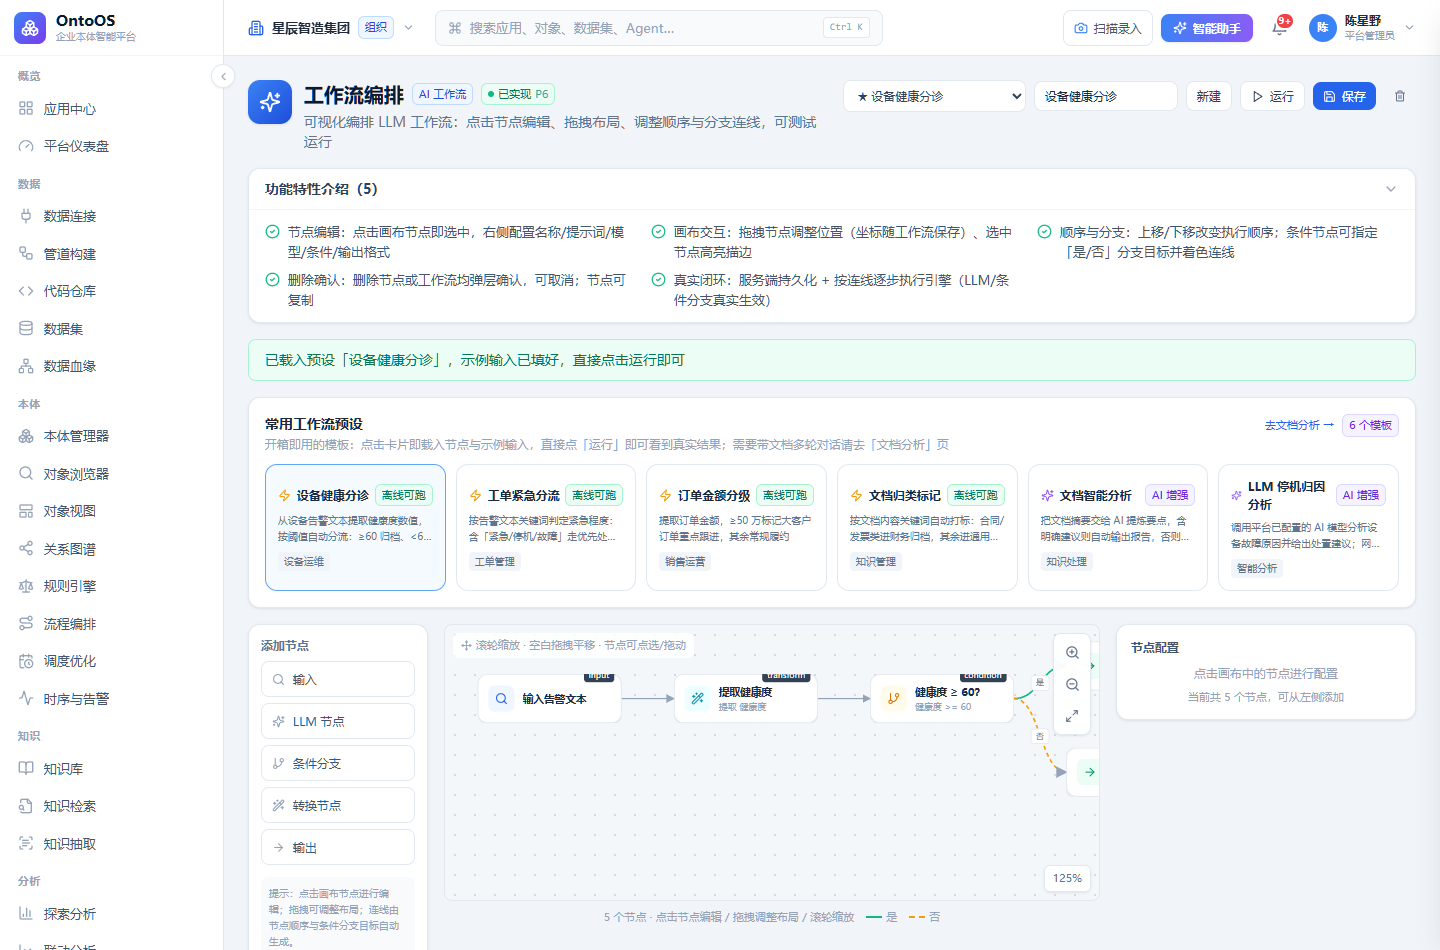 OntoOS
企业本体智能平台
星辰智造集团
组织
搜索应用、对象、数据集、Agent...
Ctrl K
扫描录入
智能助手
9+
陈
陈星野
平台管理员
概览
应用中心
平台仪表盘
数据
数据连接
管道构建
代码仓库
数据集
数据血缘
本体
本体管理器
对象浏览器
对象视图
关系图谱
规则引擎
流程编排
调度优化
时序与告警
知识
知识库
知识检索
知识抽取
分析
探索分析
工作流编排
AI 工作流
已实现 P6
可视化编排 LLM 工作流：点击节点编辑、拖拽布局、调整顺序与分支连线，可测试
运行
★ 设备健康分诊
设备健康分诊
新建
运行
保存
功能特性介绍（5）
节点编辑：点击画布节点即选中，右侧配置名称/提示词/模
型/条件/输出格式
画布交互：拖拽节点调整位置（坐标随工作流保存）、选中
节点高亮描边
顺序与分支：上移/下移改变执行顺序；条件节点可指定
「是/否」分支目标并着色连线
删除确认：删除节点或工作流均弹层确认，可取消；节点可
复制
真实闭环：服务端持久化 + 按连线逐步执行引擎（LLM/条
件分支真实生效）
已载入预设「设备健康分诊」，示例输入已填好，直接点击运行即可
常用工作流预设
开箱即用的模板：点击卡片即载入节点与示例输入，直接点「运行」即可看到真实结果；需要带文档多轮对话请去「文档分析」页
去文档分析 →
6 个模板
设备健康分诊
离线可跑
从设备告警文本提取健康度数值，
按阈值自动分流：≥60 归档、<6...
设备运维
工单紧急分流
离线可跑
按告警文本关键词判定紧急程度：
含「紧急/停机/故障」走优先处...
工单管理
订单金额分级
离线可跑
提取订单金额，≥50 万标记大客户
订单重点跟进，其余常规履约
销售运营
文档归类标记
离线可跑
按文档内容关键词自动打标：合同/
发票类进财务归档，其余进通用...
知识管理
文档智能分析
AI 增强
把文档摘要交给 AI 提炼要点，含
明确建议则自动输出报告，否则...
知识处理
LLM 停机归因
分析
AI 增强
调用平台已配置的 AI 模型分析设
备故障原因并给出处置建议；网...
智能分析
添加节点
输入
LLM 节点
条件分支
转换节点
输出
提示：点击画布节点进行编
辑；拖拽可调整布局；连线由
节点顺序与条件分支目标自动
生成。
滚轮缩放 · 空白拖拽平移 · 节点可点选/拖动
input
输入告警文本
transform
提取健康度
提取 健康度
condition
健康度 ≥ 60?
健康度 >= 60
是
否
125%
5 个节点 · 点击节点编辑 / 拖拽调整布局 / 滚轮缩放
是
否
节点配置
点击画布中的节点进行配置
当前共 5 个节点，可从左侧添加